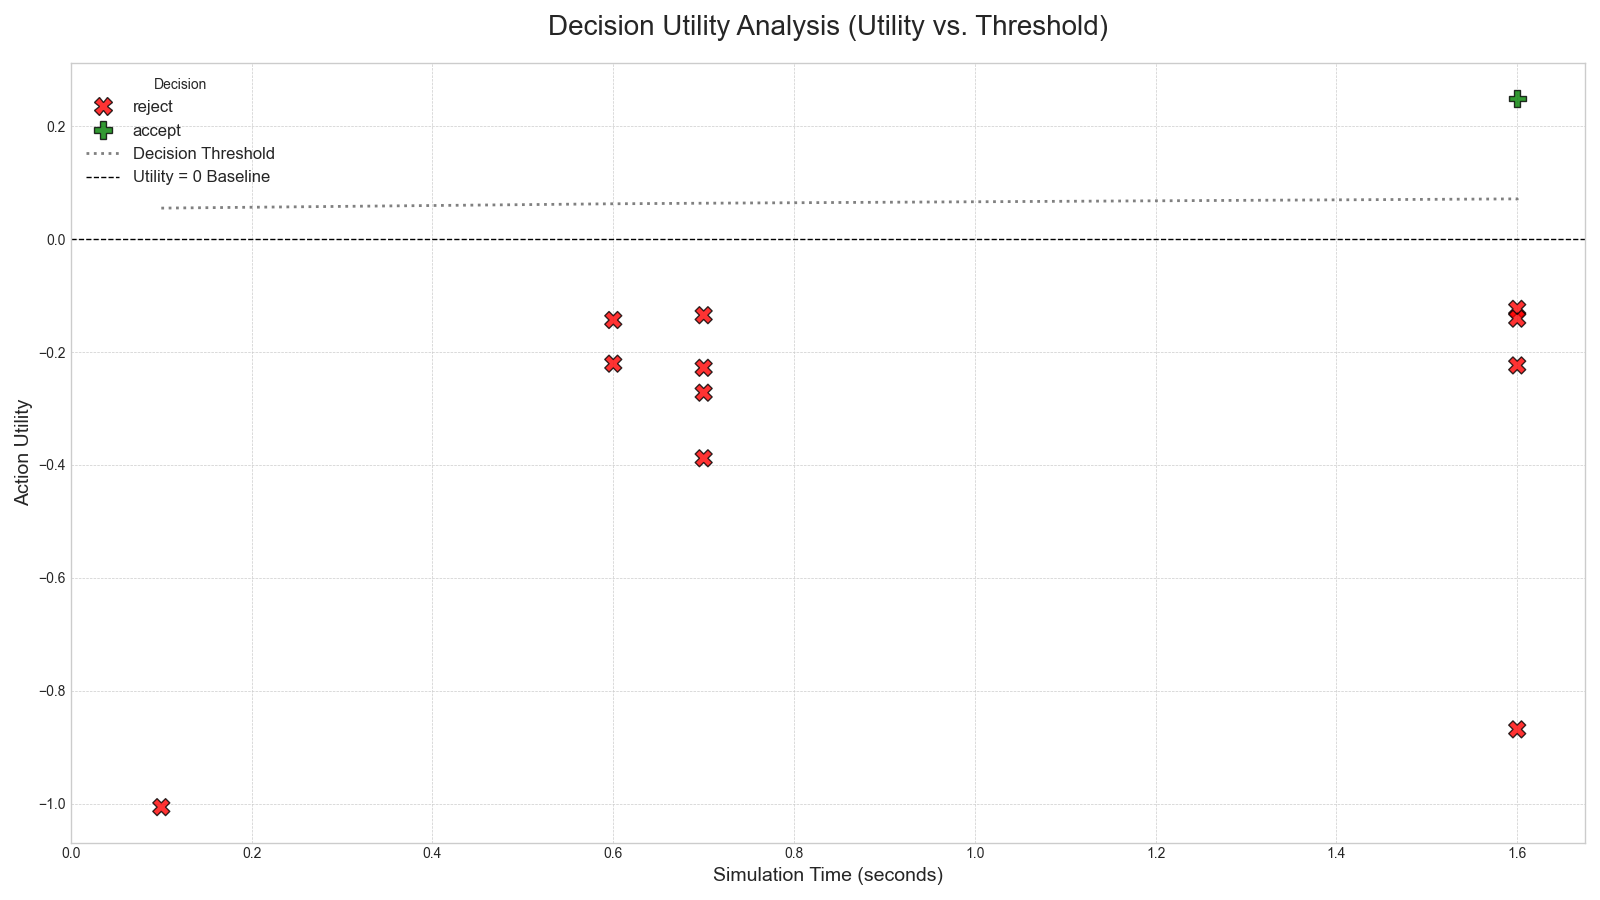 Decision Utility Analysis (Utility vs. Threshold)
Decision
reject
accept
Decision Threshold
Utility = 0 Baseline
Action Utility
0.2
0.0
−0.2
−0.4
−0.6
−0.8
−1.0
0.0 0.2 0.4 0.6 0.8 1.0 1.2 1.4 1.6
Simulation Time (seconds)